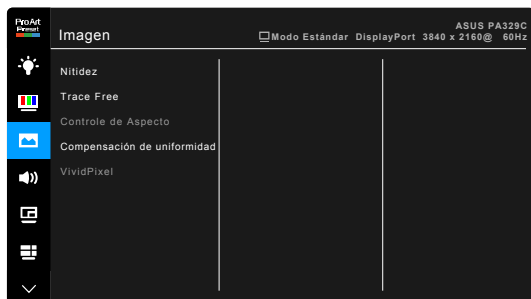 ProArt
Preset
Imagen
ASUS PA329C
Modo Estándar DisplayPort 3840 x 2160@ 60Hz
Nitidez
Trace Free
Controle de Aspecto
Compensación de uniformidad
VividPixel